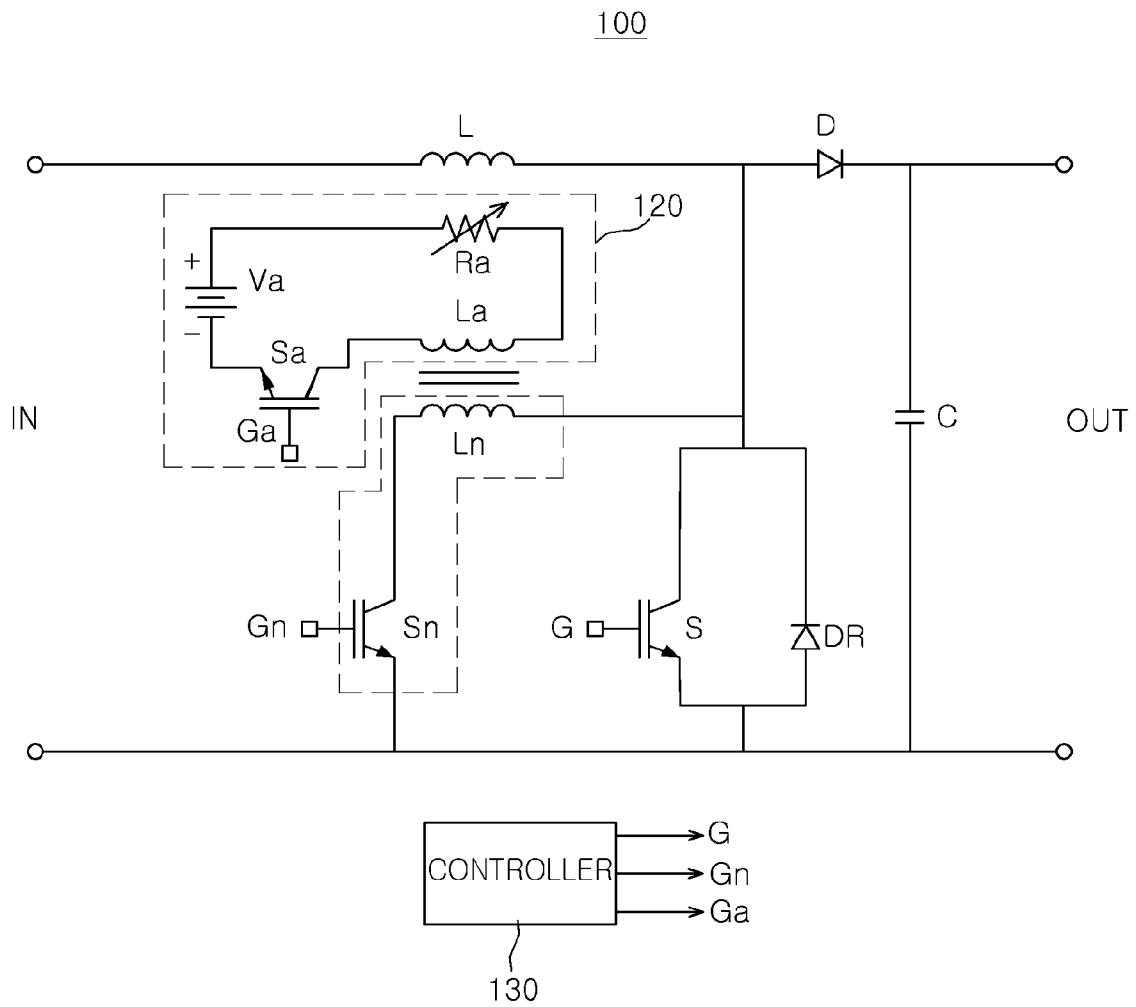 100
L
D
120
Ra
+
Va
−
La
Sa
Ga
IN
Ln
C
OUT
Gn
Sn
G
S
DR
CONTROLLER
G
Gn
Ga
130